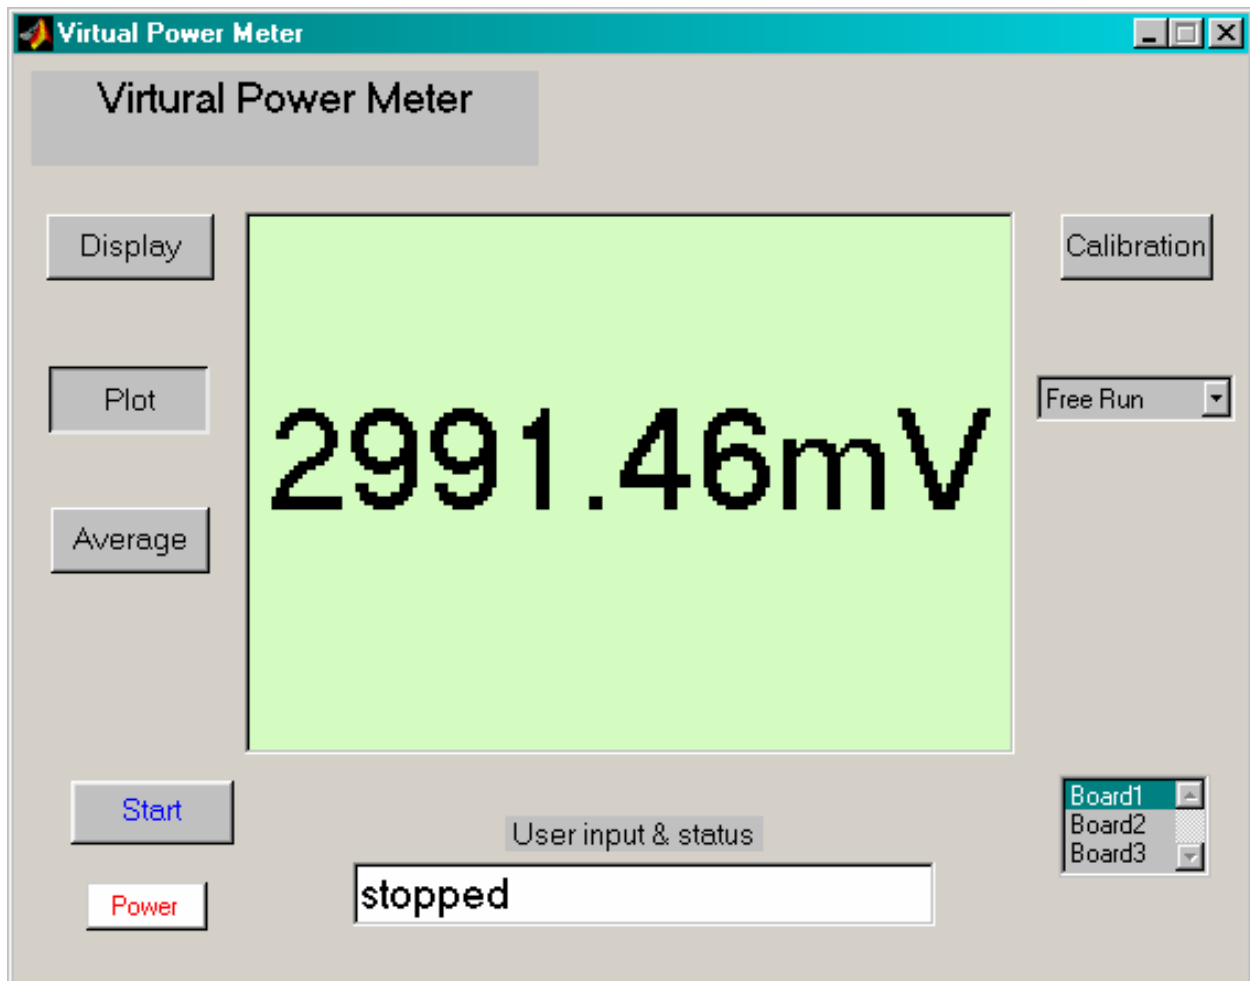 Virtual Power Meter
Virtural Power Meter
Display
Calibration
Plot
Free Run
2991.46mV
Average
Start
Board1
Board2
Board3
User input & status
stopped
Power